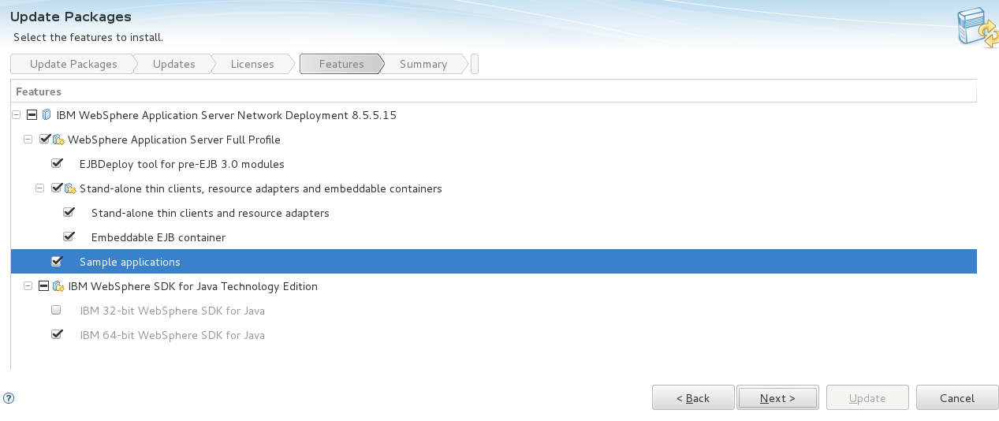 Update Packages
Select the features to install.
Update Packages Updates Licenses Features Summary
Features
IBM WebSphere Application Server Network Deployment 8.5.5.15
WebSphere Application Server Full Profile
EJBDeploy tool for pre-EJB 3.0 modules
Stand-alone thin clients, resource adapters and embeddable containers
Stand-alone thin clients and resource adapters
Embeddable EJB container
Sample applications
IBM WebSphere SDK for Java Technology Edition
IBM 32-bit WebSphere SDK for Java
IBM 64-bit WebSphere SDK for Java
? < Back Next > Update Cancel